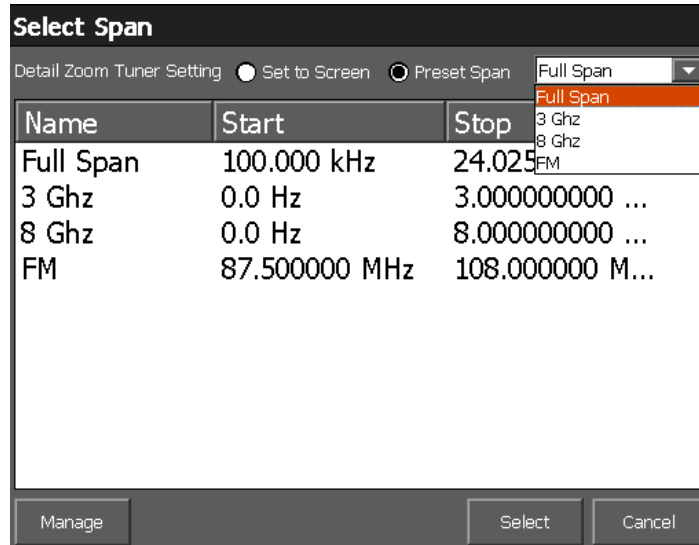 Select Span
Detail Zoom Tuner Setting Set to Screen Preset Span Full Span
Full Span
3 Ghz
8 Ghz
FM
Name Start Stop
Full Span 100.000 kHz 24.025
3 Ghz 0.0 Hz 3.000000000 ...
8 Ghz 0.0 Hz 8.000000000 ...
FM 87.500000 MHz 108.000000 M...
Manage Select Cancel